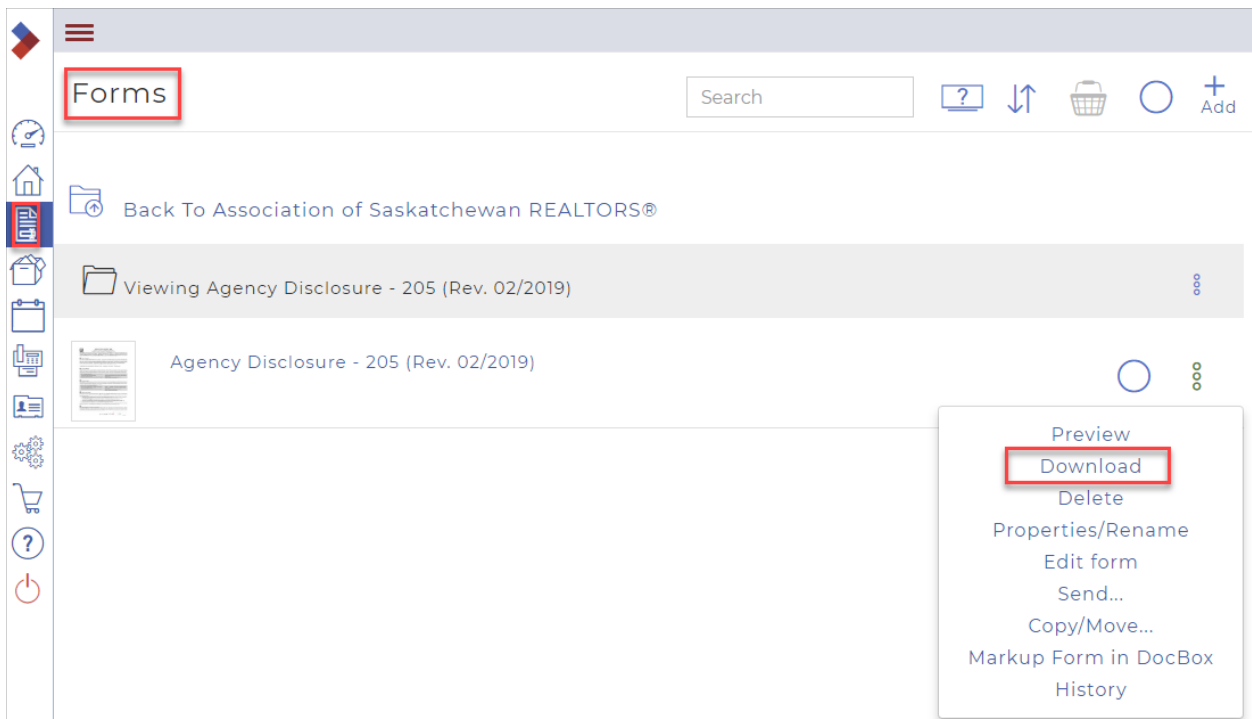 Forms
Search
?
Add
Back To Association of Saskatchewan REALTORS®
Viewing Agency Disclosure - 205 (Rev. 02/2019)
Agency Disclosure - 205 (Rev. 02/2019)
Preview
Download
Delete
Properties/Rename
Edit form
Send...
Copy/Move...
Markup Form in DocBox
History
?